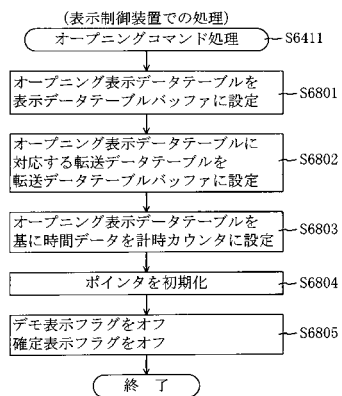 (表示制御装置での処理)
オープニングコマンド処理
S6411
オープニング表示データテーブルを
表示データテーブルバッファに設定
S6801
オープニング表示データテーブルに
対応する転送データテーブルを
転送データテーブルバッファに設定
S6802
オープニング表示データテーブルを
基に時間データを計時カウンタに設定
S6803
ポインタを初期化
S6804
デモ表示フラグをオフ
確定表示フラグをオフ
S6805
終 了